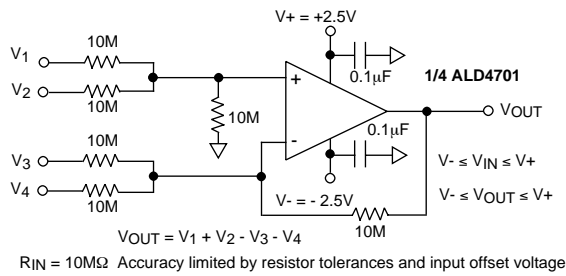 V+ = +2.5V
V1
10M
V2
10M
0.1µF
1/4 ALD4701
+
10M
-
0.1µF
VOUT
V3
10M
V4
10M
V- = - 2.5V
10M
V- ≤ VIN ≤ V+
V- ≤ VOUT ≤ V+
VOUT = V1 + V2 - V3 - V4
RIN = 10MΩ Accuracy limited by resistor tolerances and input offset voltage